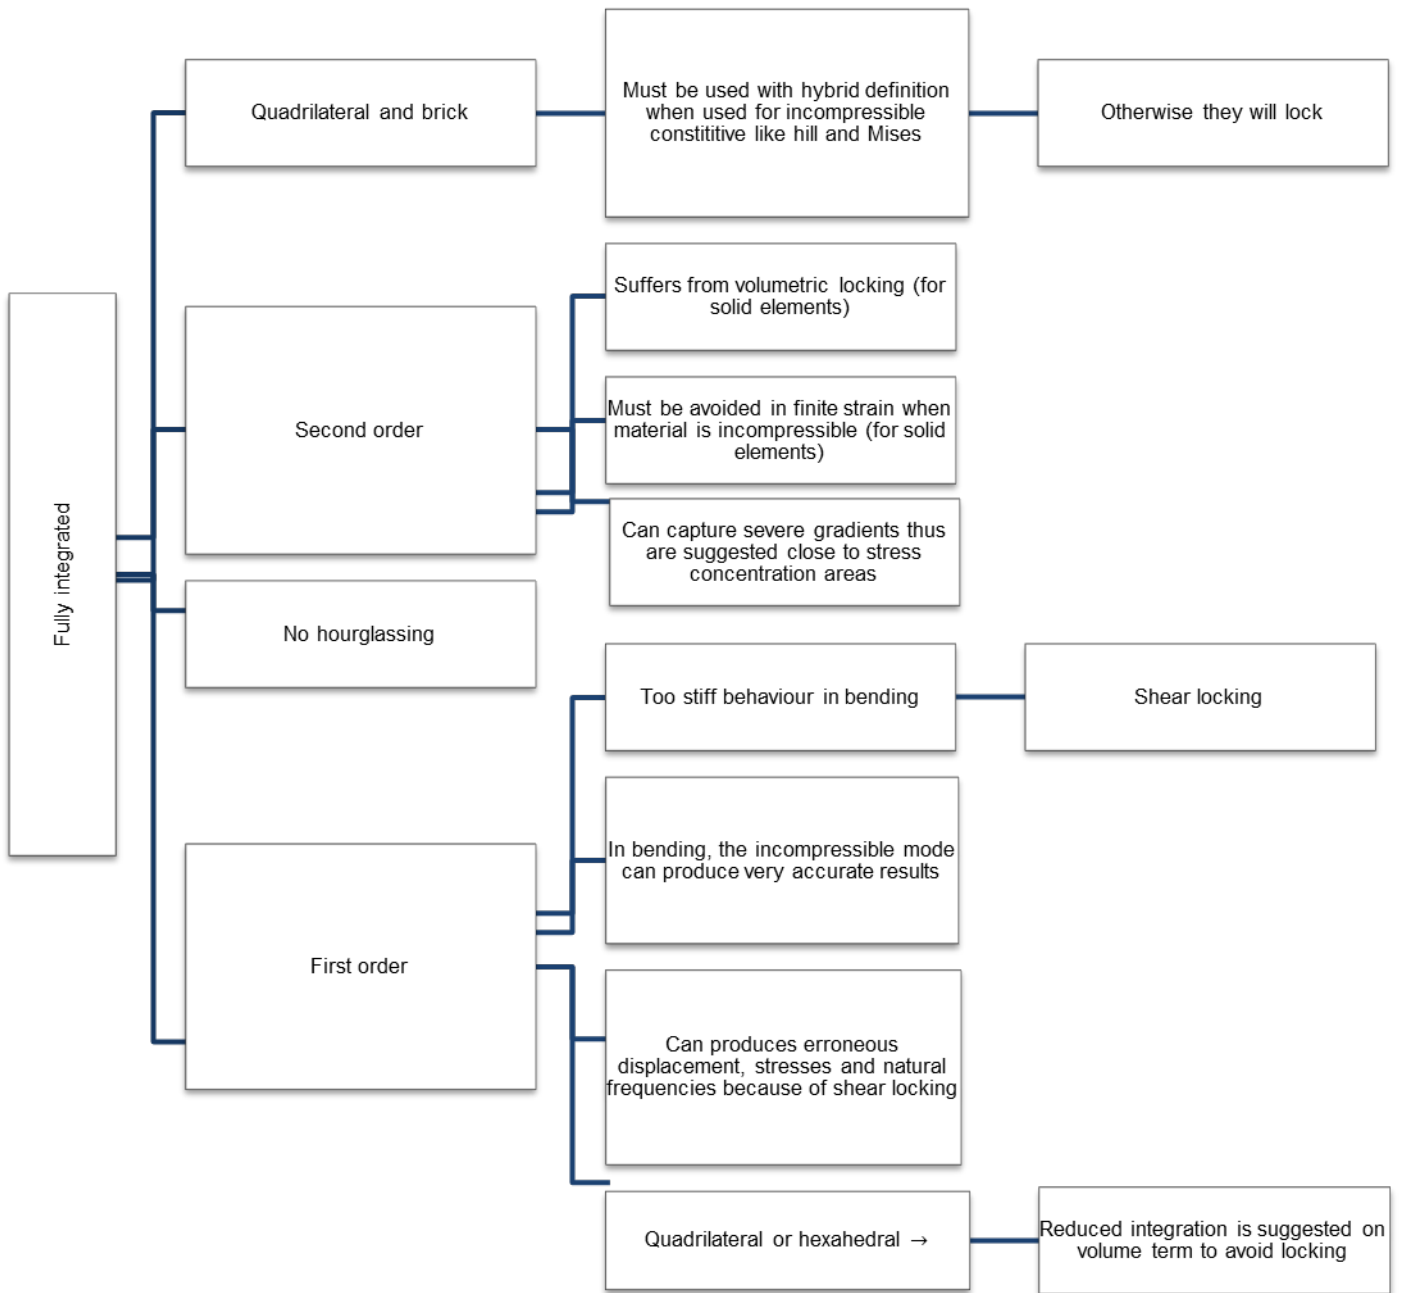 Fully integrated
Quadrilateral and brick
Must be used with hybrid definition
when used for incompressible
constititive like hill and Mises
Otherwise they will lock
Second order
Suffers from volumetric locking (for
solid elements)
Must be avoided in finite strain when
material is incompressible (for solid
elements)
Can capture severe gradients thus
are suggested close to stress
concentration areas
No hourglassing
First order
Too stiff behaviour in bending
Shear locking
In bending, the incompressible mode
can produce very accurate results
Can produces erroneous
displacement, stresses and natural
frequencies because of shear locking
Quadrilateral or hexahedral →
Reduced integration is suggested on
volume term to avoid locking